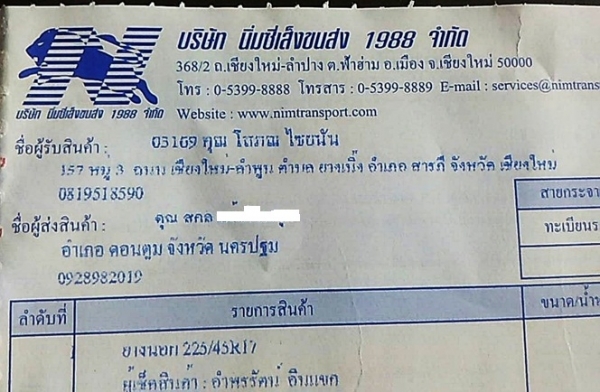 บริษัท นิ่มซี่เส็งขนส่ง 1988 จำกัด
368/2 ถ.เชียงใหม่-ลำปาง ต.ฟ้าฮ่าม อ.เมือง จ.เชียงใหม่ 50000
โทร : 0-5399-8888 โทรสาร : 0-5399-8889 E-mail : services@nimtrans
บริษัท นิ่มซี่เส็งขนส่ง 1988 จำกัด
Website : www.nimtransport.com
ชื่อผู้รับสินค้า : 03169 คุณ โสภณ ไชยนัน
157 หมู่ 3 ถนน เชียงใหม่-ลำพูน ตำบล ยางเนิ้ง อำเภอ สารภี จังหวัด เชียงใหม่
0819518590
สายกระจา
ชื่อผู้ส่งสินค้า : คุณ สกล
ทะเบียนร
อำเภอ ดอนตูม จังหวัด นครปฐม
0928982019
ลำดับที่ รายการสินค้า ขนาด/น้ำห
ยางนอก 225/45R17
ผู้เช็คสินค้า : อำพรรัตน์ อินแขก